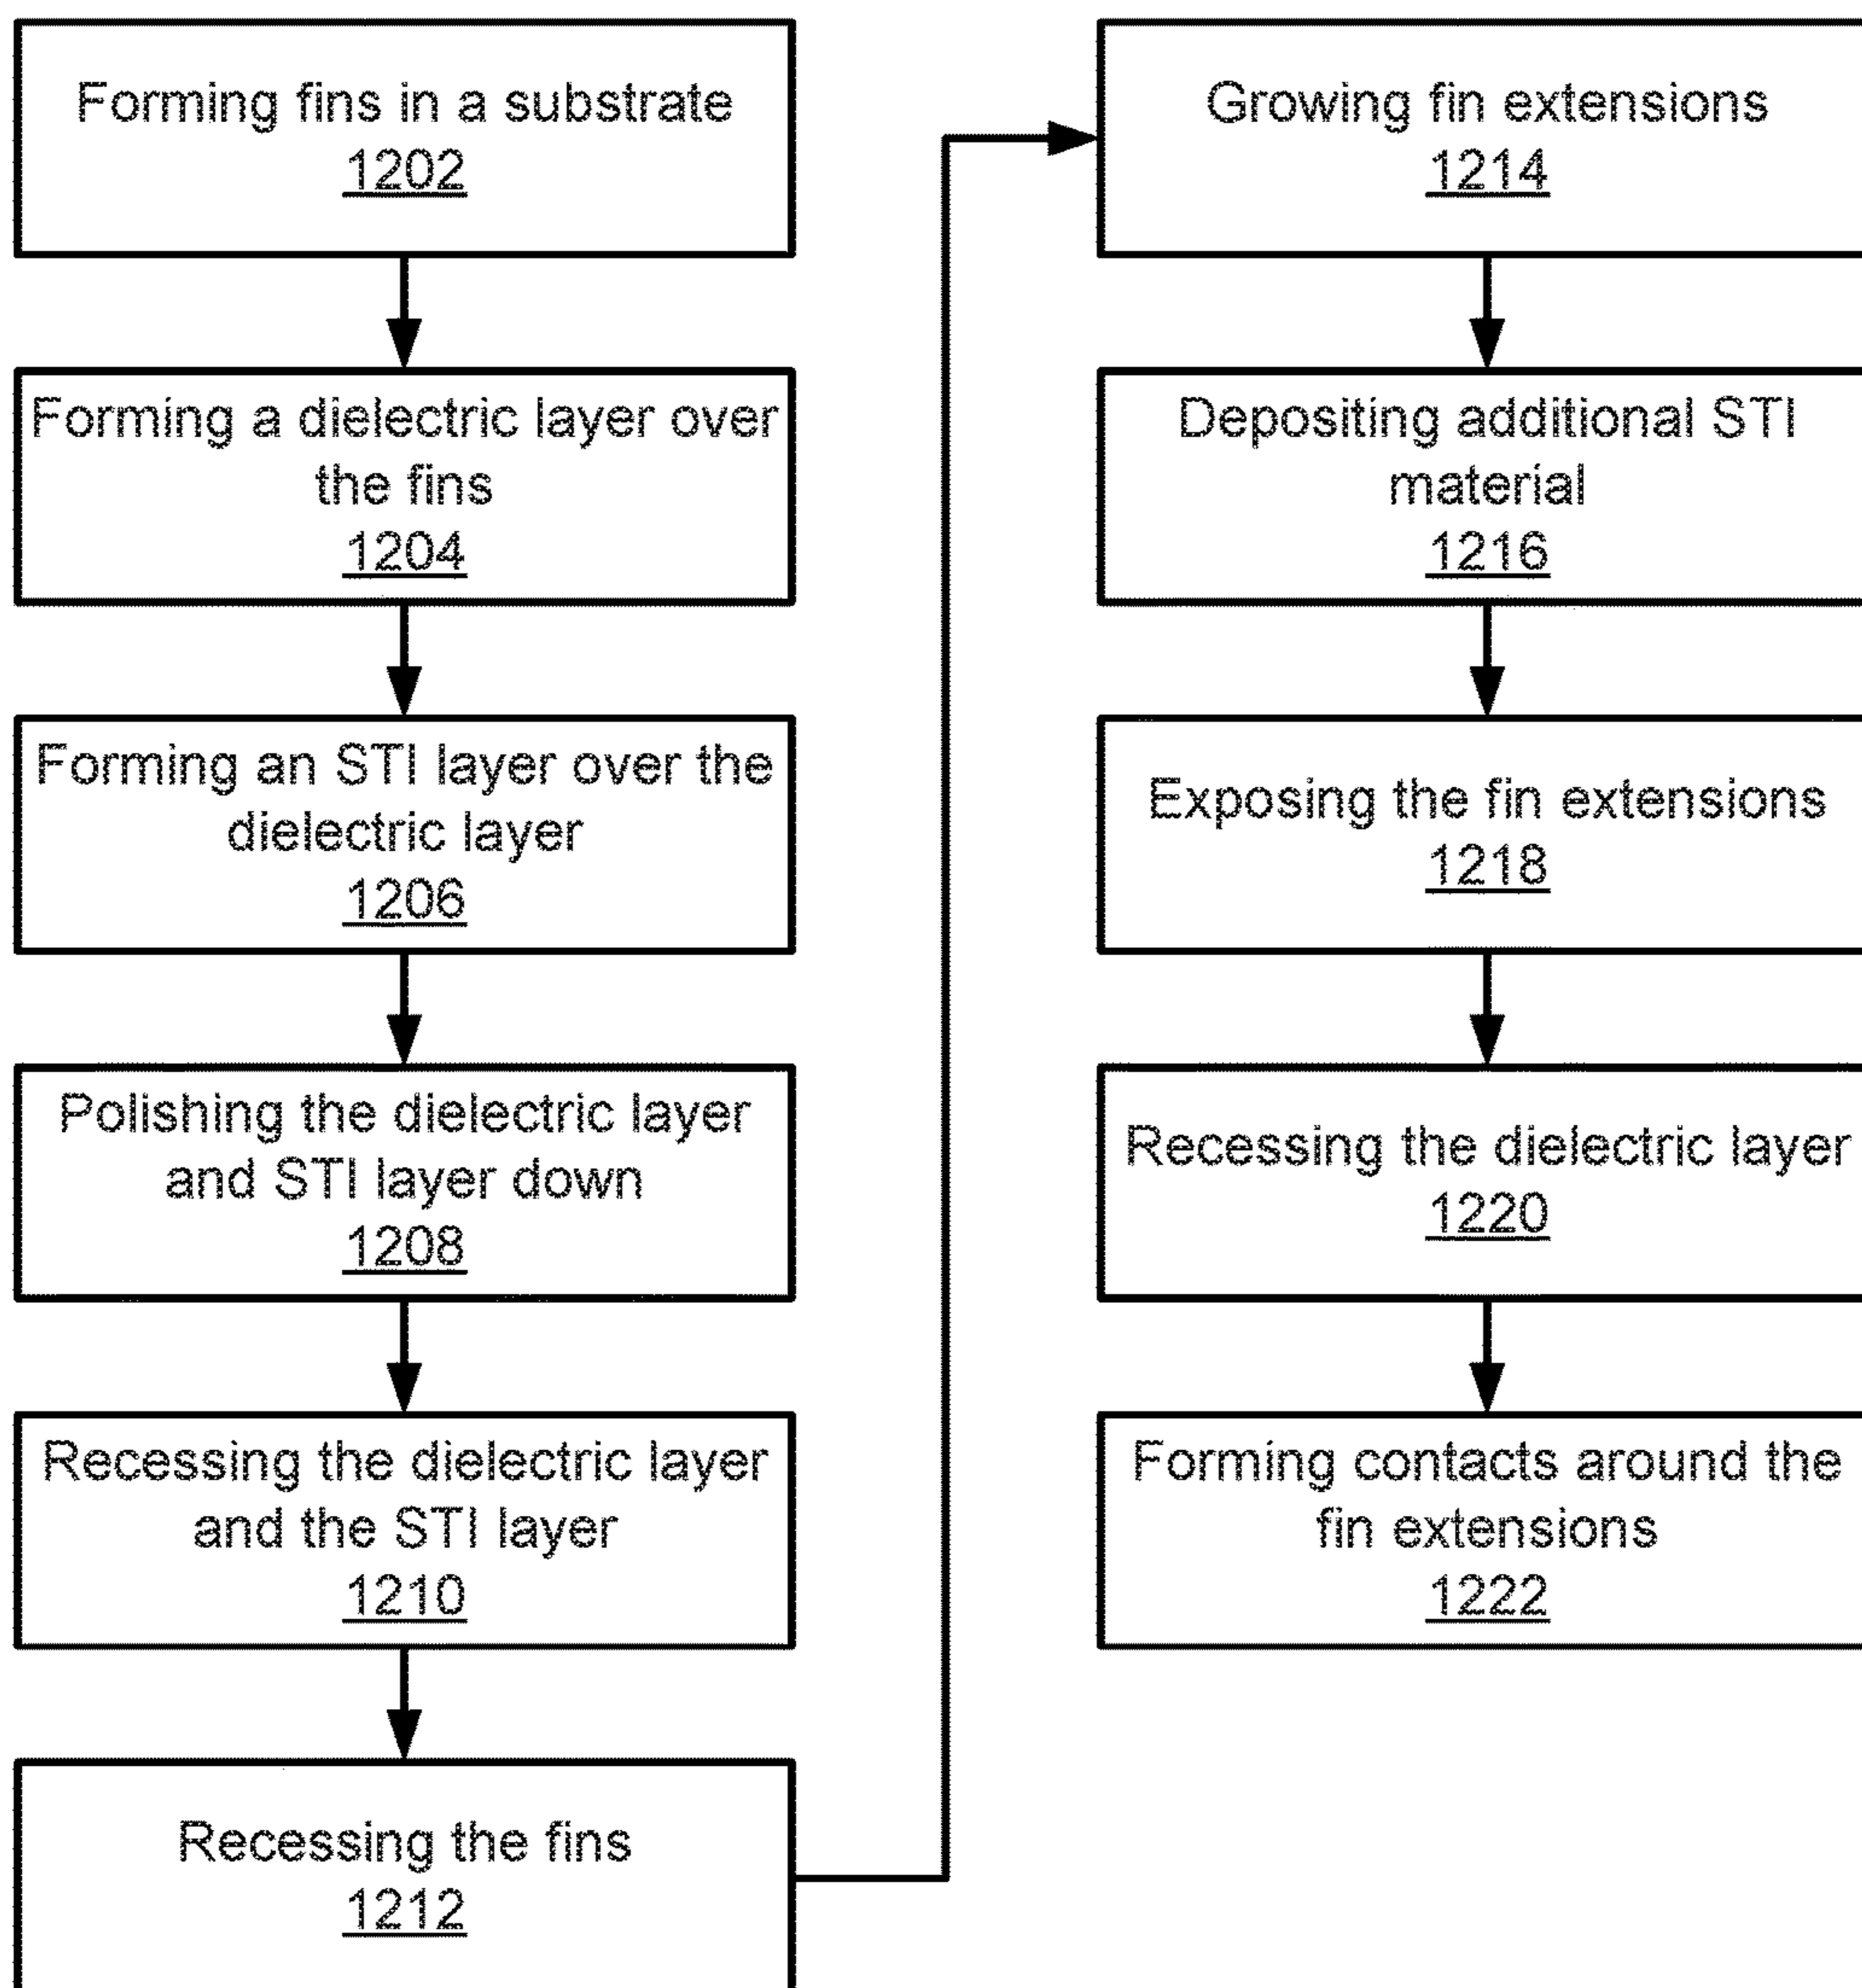 Forming fins in a substrate
1202
Forming a dielectric layer over
the fins
1204
Forming an STI layer over the
dielectric layer
1206
Polishing the dielectric layer
and STI layer down
1208
Recessing the dielectric layer
and the STI layer
1210
Recessing the fins
1212
Growing fin extensions
1214
Depositing additional STI
material
1216
Exposing the fin extensions
1218
Recessing the dielectric layer
1220
Forming contacts around the
fin extensions
1222